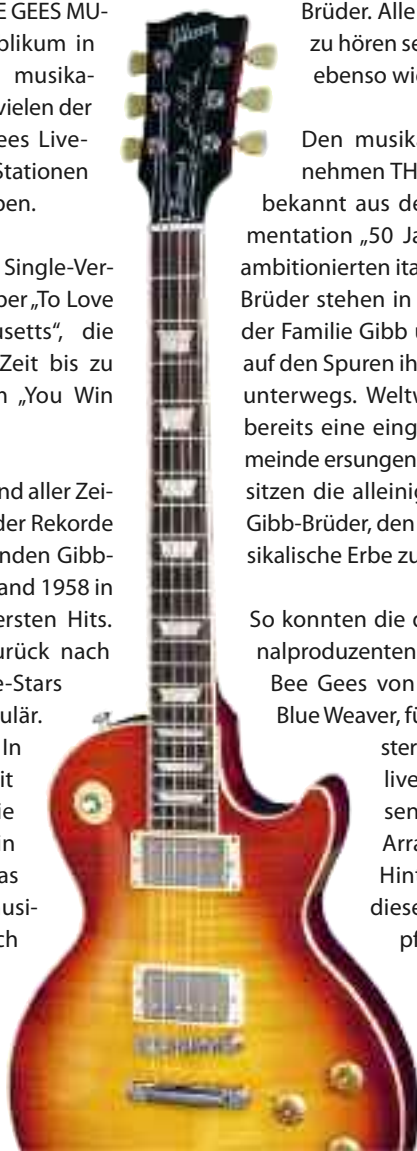 E GEES MU-
blikum in
musika-
vielen der
ees Live-
Stationen
ben.
Single-Ver-
ber „To Love
usetts“, die
Zeit bis zu
n „You Win
nd aller Zei-
der Rekorde
nden Gibb-
and 1958 in
ersten Hits.
urück nach
e-Stars
ulär.
In
it
ie
in
as
usi-
ch
Gibson
Brüder. Alle
zu hören se
ebenso wie
Den musika
nehmen TH
bekannt aus de
mentation „50 Ja
ambitionierten ita
Brüder stehen in
der Familie Gibb u
auf den Spuren ih
unterwegs. Weltw
bereits eine eing
meinde ersungen
sitzen die alleinig
Gibb-Brüder, den
sikalische Erbe zu
So konnten die d
nalproduzenten
Bee Gees von
Blue Weaver, fü
ster
live
sen
Arra
Hint
diese
pf